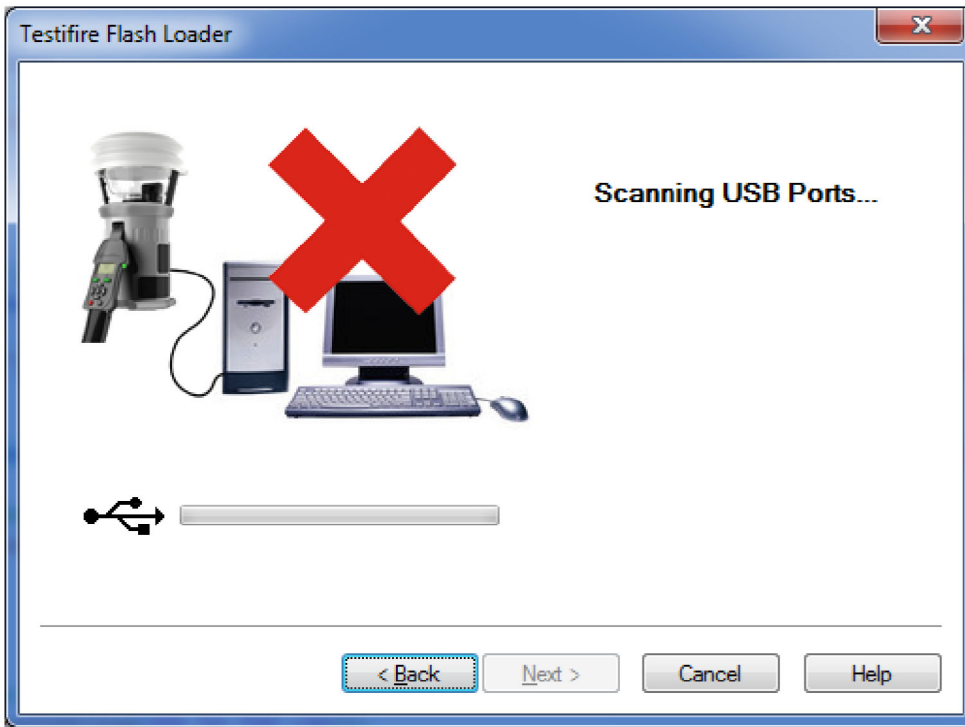 Testifire Flash Loader
Scanning USB Ports...
< Back
Next >
Cancel
Help